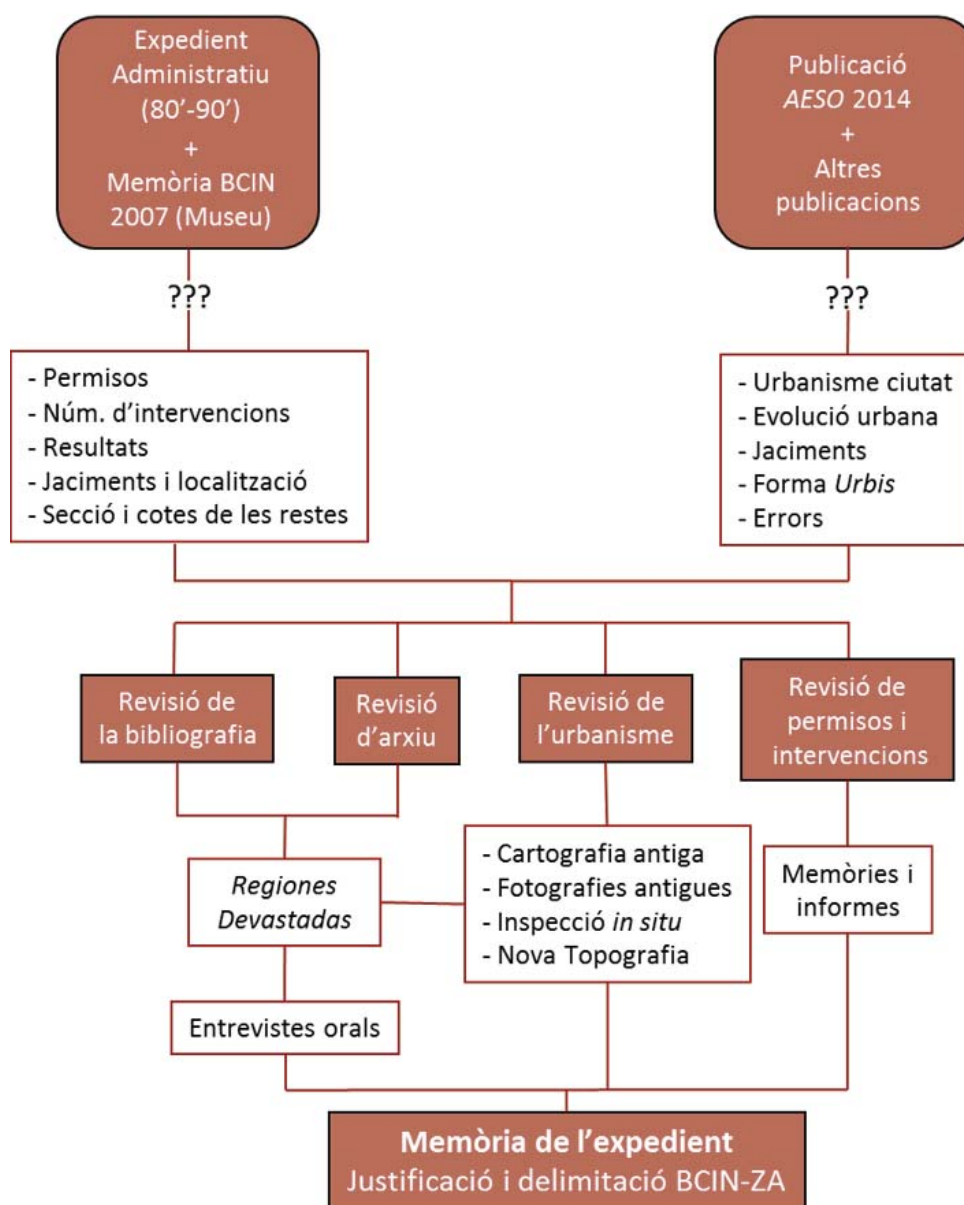 Expedient
Administratiu
(80'-90')
+
Memòria BCIN
2007 (Museu)
Publicació
AESO 2014
+
Altres
publicacions
???
???
- Permisos
- Núm. d'intervencions
- Resultats
- Jaciments i localització
- Secció i cotes de les restes
- Urbanisme ciutat
- Evolució urbana
- Jaciments
- Forma Urbis
- Errors
Revisió de
la bibliografia
Revisió
d'arxiu
Revisió de
l'urbanisme
Revisió de
permisos i
intervencions
Regiones
Devastadas
- Cartografia antiga
- Fotografies antigues
- Inspecció in situ
- Nova Topografia
Memòries i
informes
Entrevistes orals
Memòria de l'expedient
Justificació i delimitació BCIN-ZA